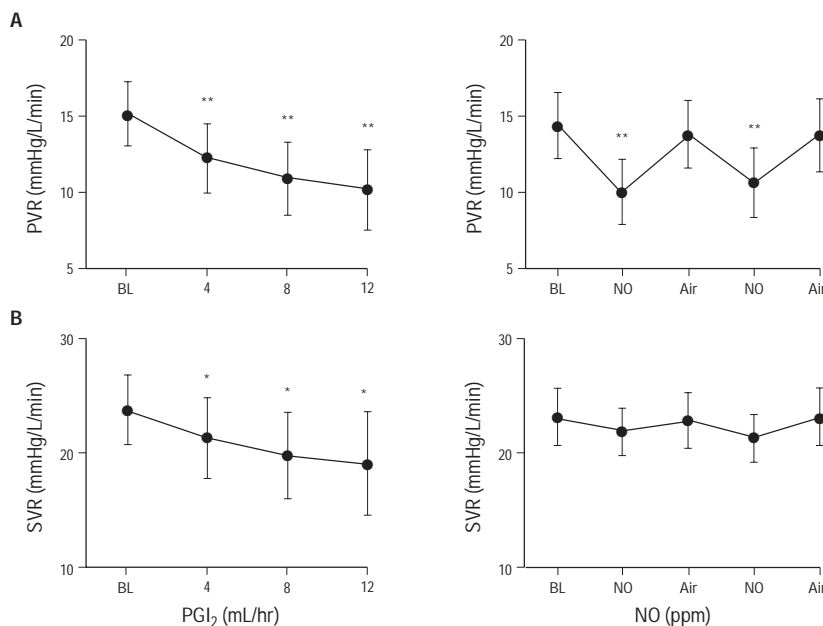 A
20
15
10
5
PVR (mmHg/L/min)
**
**
**
BL
4
8
12
20
15
10
5
PVR (mmHg/L/min)
**
**
BL
NO
Air
NO
Air
B
30
20
10
SVR (mmHg/L/min)
*
*
*
BL
4
8
12
PGI₂ (mL/hr)
30
20
10
SVR (mmHg/L/min)
BL
NO
Air
NO
Air
NO (ppm)